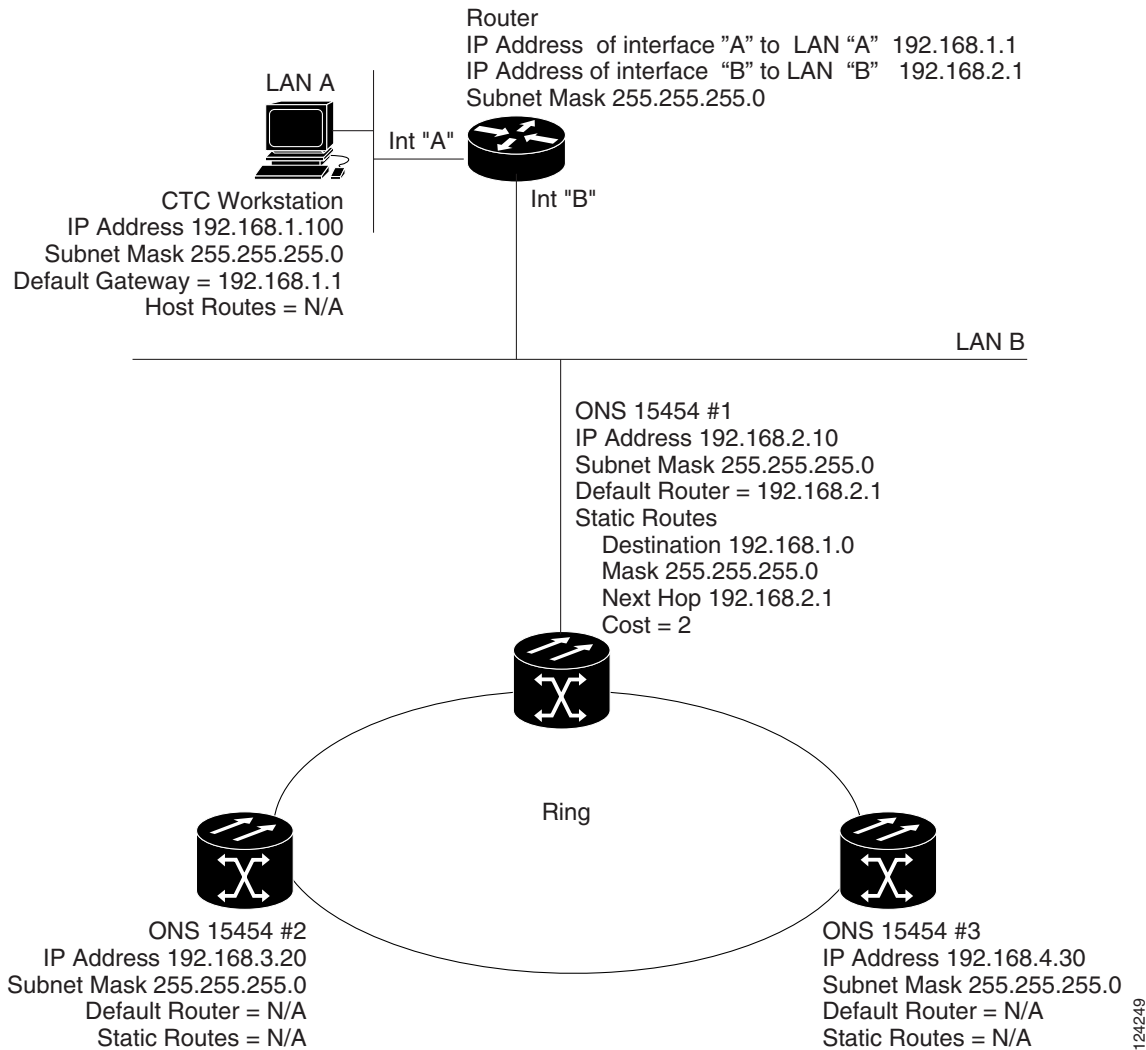 Router
IP Address of interface ”A” to LAN “A” 192.168.1.1
IP Address of interface “B” to LAN “B” 192.168.2.1
Subnet Mask 255.255.255.0
LAN A
Int "A"
Int "B"
CTC Workstation
IP Address 192.168.1.100
Subnet Mask 255.255.255.0
Default Gateway = 192.168.1.1
Host Routes = N/A
LAN B
ONS 15454 #1
IP Address 192.168.2.10
Subnet Mask 255.255.255.0
Default Router = 192.168.2.1
Static Routes
Destination 192.168.1.0
Mask 255.255.255.0
Next Hop 192.168.2.1
Cost = 2
Ring
ONS 15454 #2
IP Address 192.168.3.20
Subnet Mask 255.255.255.0
Default Router = N/A
Static Routes = N/A
ONS 15454 #3
IP Address 192.168.4.30
Subnet Mask 255.255.255.0
Default Router = N/A
Static Routes = N/A
124249